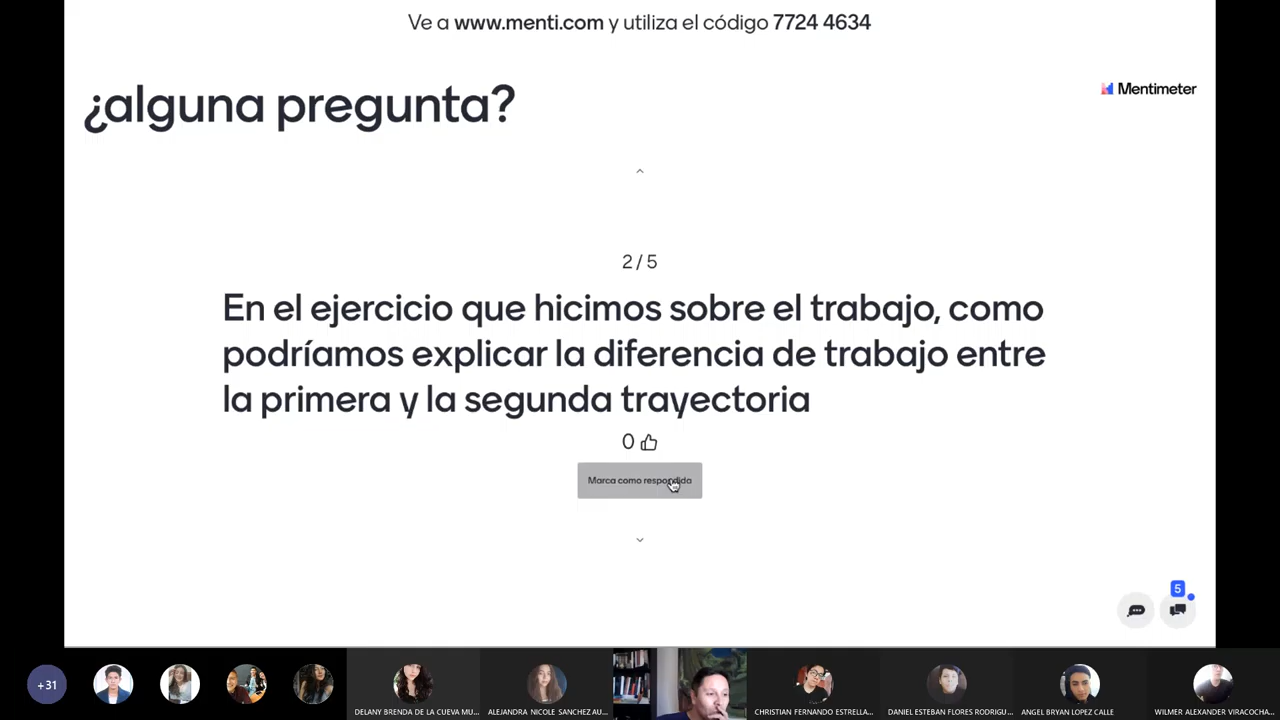 Ve a www.menti.com y utiliza el código 7724 4634
¿alguna pregunta?
Mentimeter
2 / 5
En el ejercicio que hicimos sobre el trabajo, como
podríamos explicar la diferencia de trabajo entre
la primera y la segunda trayectoria
0
Marca como respondida
5
+31
DELANY BRENDA DE LA CUEVA MU...
ALEJANDRA NICOLE SANCHEZ AU...
CHRISTIAN FERNANDO ESTRELLA...
DANIEL ESTEBAN FLORES RODRIGU...
ANGEL BRYAN LOPEZ CALLE
WILMER ALEXANDER VIRACOCHA...